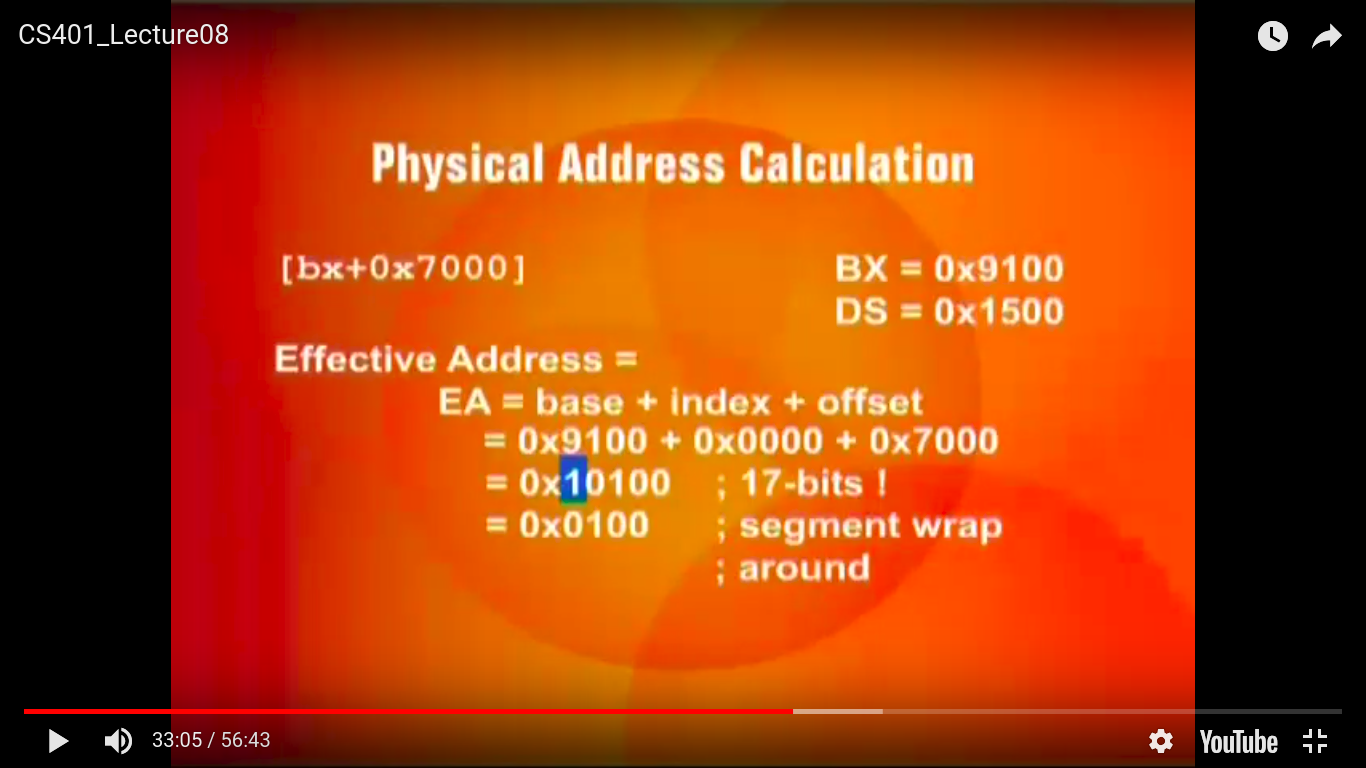 CS401_Lecture08
Physical Address Calculation
[bx+0x7000]
BX = 0x9100
DS = 0x1500
Effective Address =
EA = base + index + offset
= 0x9100 + 0x0000 + 0x7000
= 0x10100 ; 17-bits !
= 0x0100 ; segment wrap
; around
33:05 / 56:43
YouTube